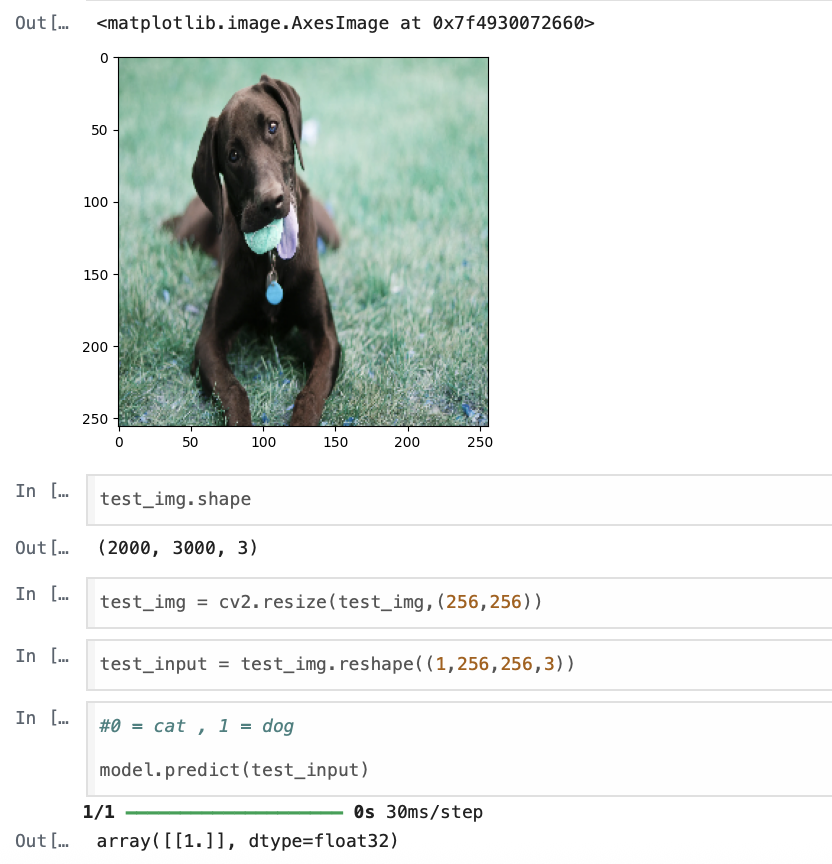 Out[… <matplotlib.image.AxesImage at 0x7f4930072660>
0
50
100
150
200
250
0 50 100 150 200 250
In [… test_img.shape
Out[… (2000, 3000, 3)
In [… test_img = cv2.resize(test_img,(256,256))
In [… test_input = test_img.reshape((1,256,256,3))
In [… #0 = cat , 1 = dog
model.predict(test_input)
1/1 ━━━━━━━━━━━━━━━━━━━━ 0s 30ms/step
Out[… array([[1.]], dtype=float32)